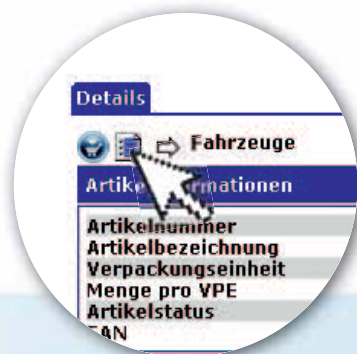 Details
Fahrzeuge
Artikelnummer
Artikelbezeichnung
Verpackungseinheit
Menge pro VPE
Artikelstatus
EAN